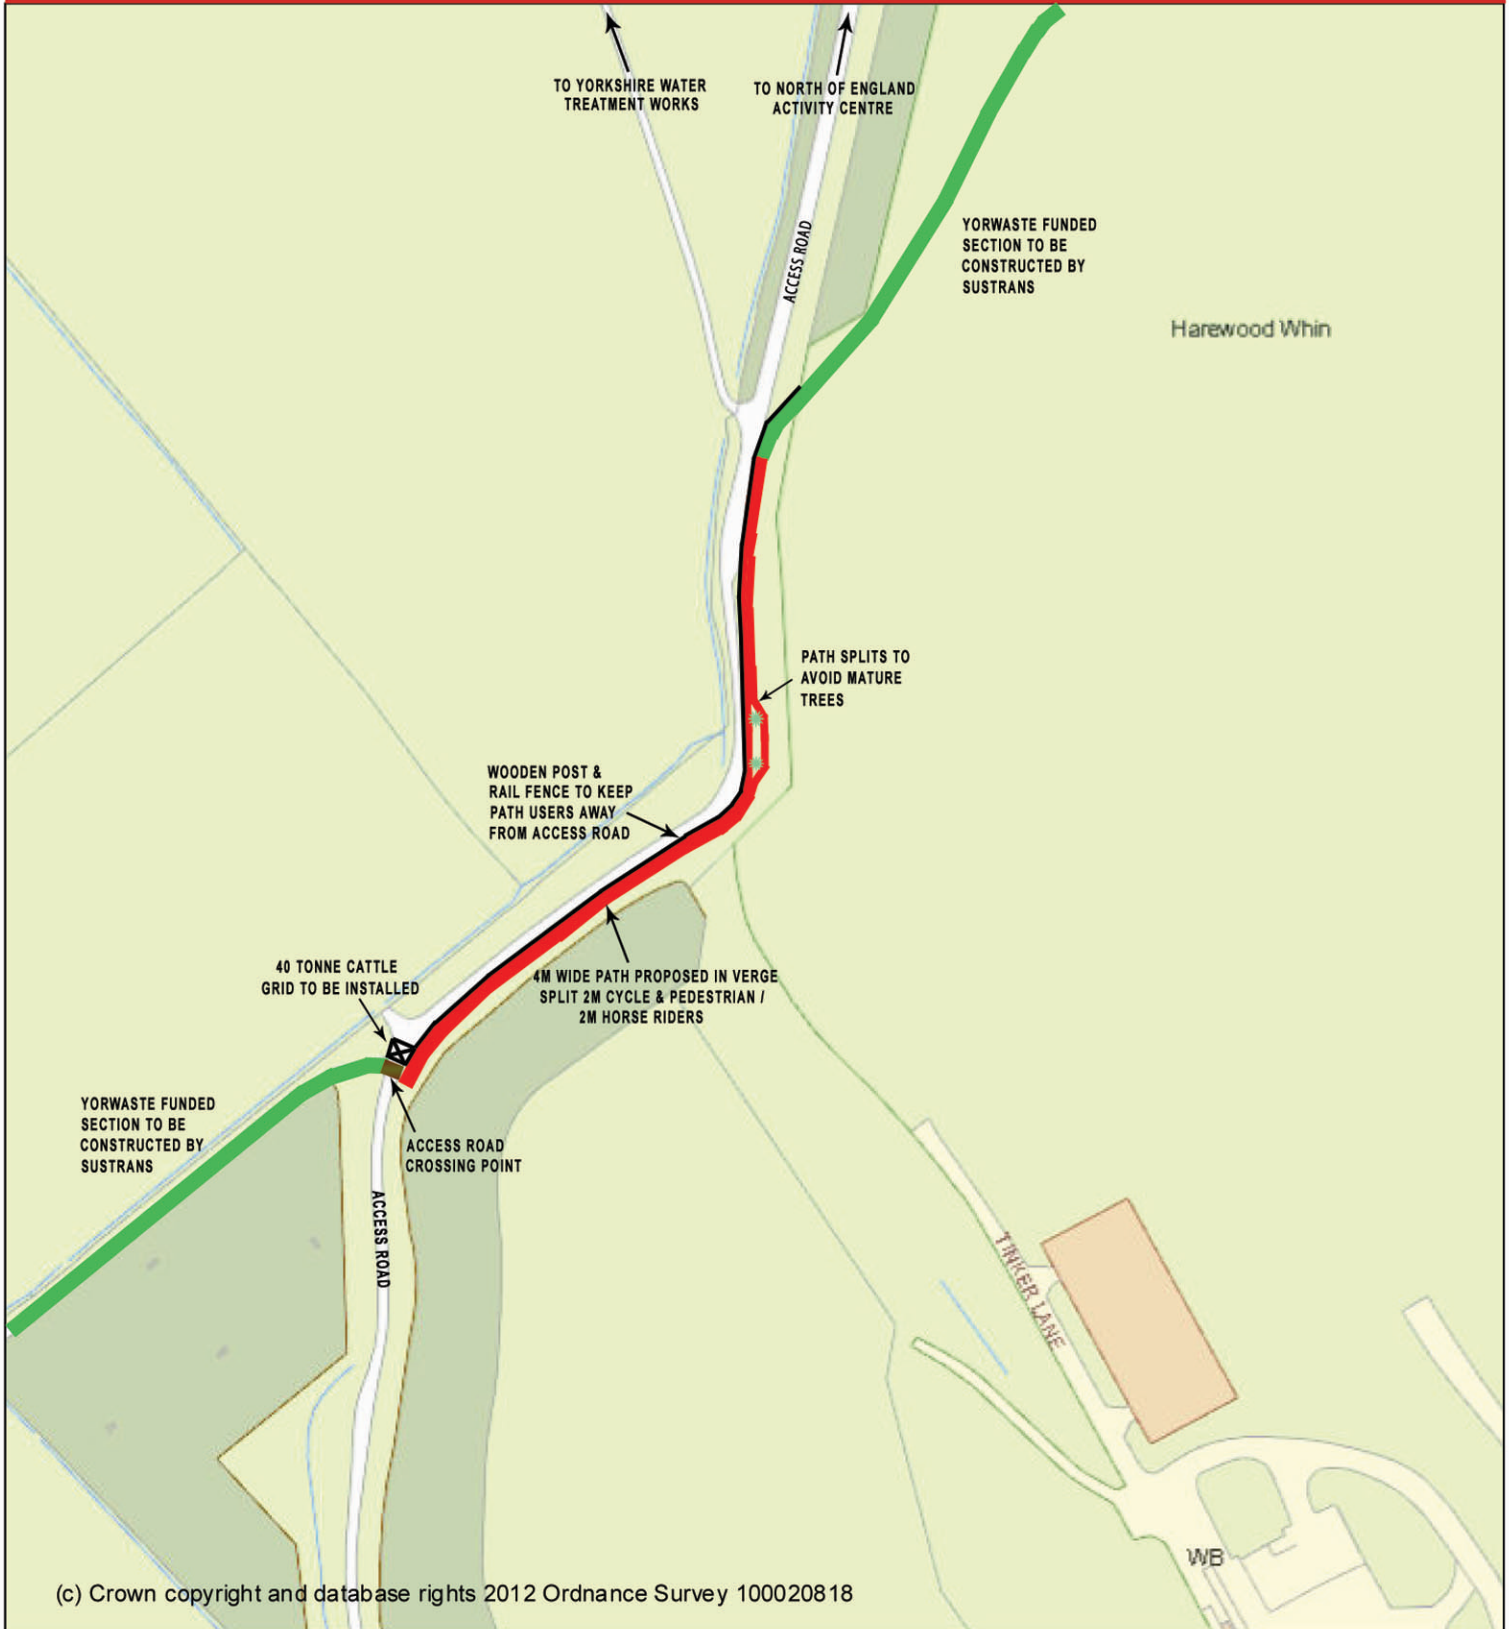 TO YORKSHIRE WATER
TREATMENT WORKS
TO NORTH OF ENGLAND
ACTIVITY CENTRE
ACCESS ROAD
YORWASTE FUNDED
SECTION TO BE
CONSTRUCTED BY
SUSTRANS
Harewood Whin
PATH SPLITS TO
AVOID MATURE
TREES
WOODEN POST &
RAIL FENCE TO KEEP
PATH USERS AWAY
FROM ACCESS ROAD
40 TONNE CATTLE
GRID TO BE INSTALLED
4M WIDE PATH PROPOSED IN VERGE
SPLIT 2M CYCLE & PEDESTRIAN /
2M HORSE RIDERS
YORWASTE FUNDED
SECTION TO BE
CONSTRUCTED BY
SUSTRANS
ACCESS ROAD
CROSSING POINT
ACCESS ROAD
TINKER LANE
WB
(c) Crown copyright and database rights 2012 Ordnance Survey 100020818